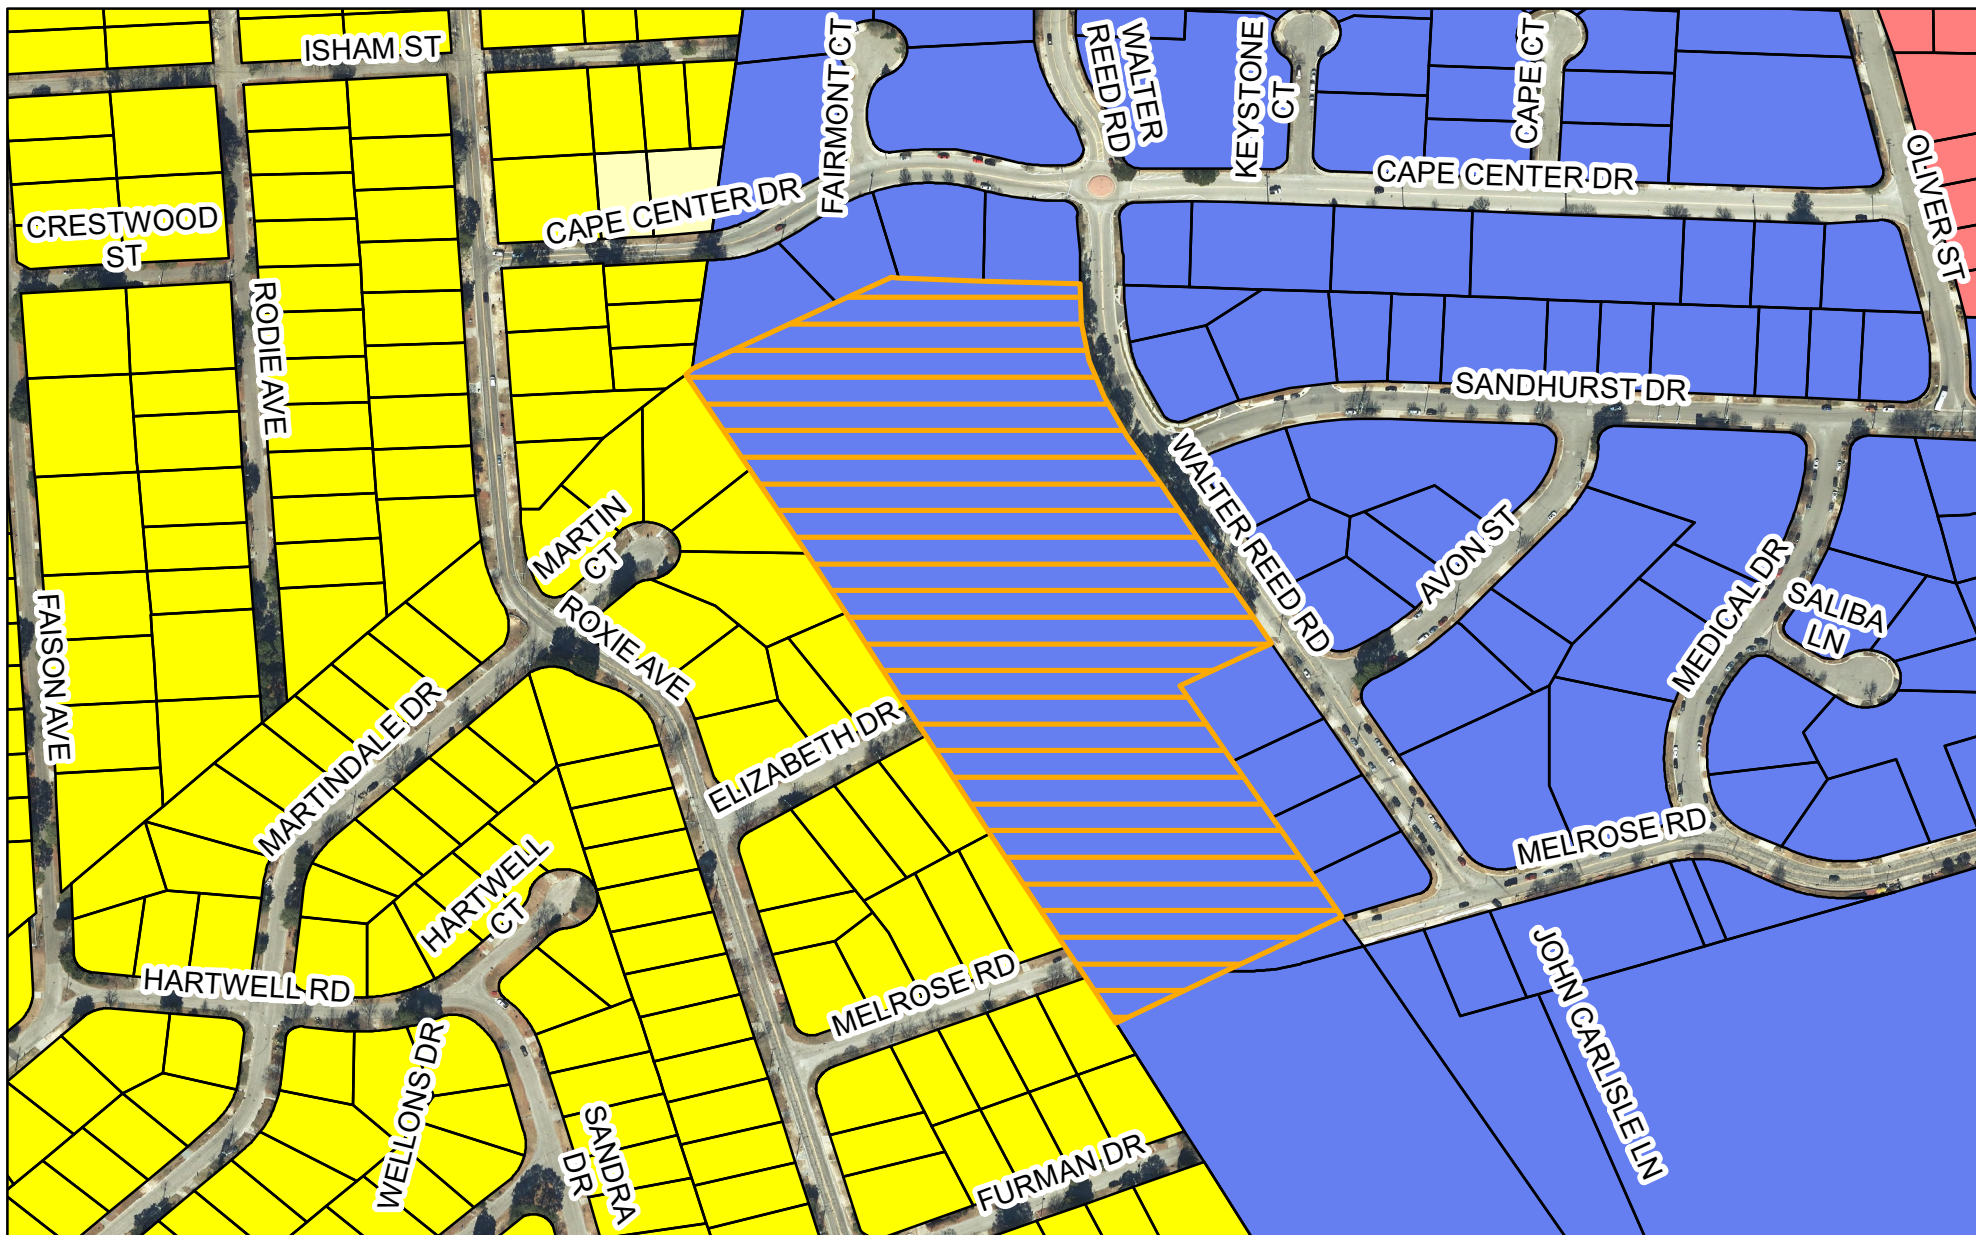 ISHAM ST
FAIRMONT CT
WALTER
REED RD
KEYSTONE
CT
CAPE CT
OLIVER ST
CAPE CENTER DR
CAPE CENTER DR
CRESTWOOD
ST
RODIE AVE
SANDHURST DR
WALTER REED RD
MARTIN
CT
AVON ST
MEDICAL DR
SALIBA
LN
FAISON AVE
ROXIE AVE
MARTINDALE DR
ELIZABETH DR
HARTWELL
CT
MELROSE RD
HARTWELL RD
MELROSE RD
JOHN CARLISLE LN
WELLONS DR
SANDRA
DR
FURMAN DR